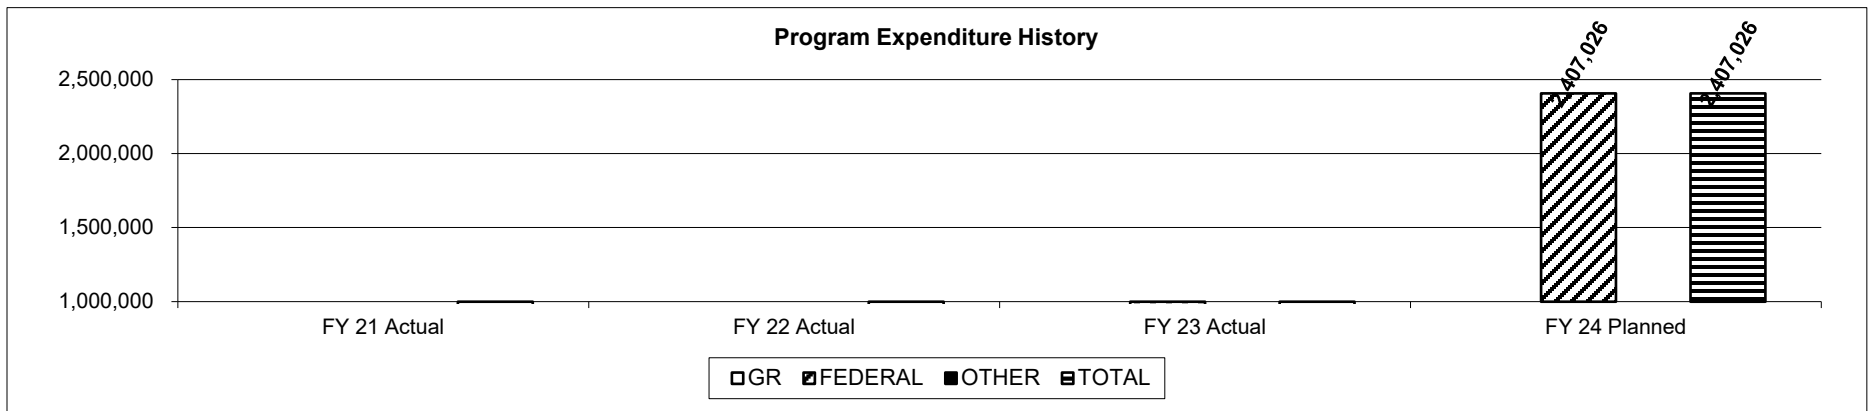 Program Expenditure History
2,407,026
2,407,026
2,500,000
2,000,000
1,500,000
1,000,000
FY 21 Actual
FY 22 Actual
FY 23 Actual
FY 24 Planned
GR FEDERAL OTHER TOTAL